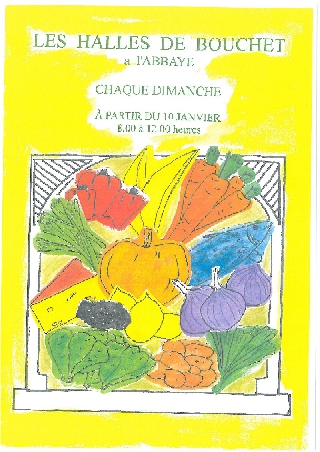 LES HALLES DE BOUCHET
a l'ABBAYE
CHAQUE DIMANCHE
À PARTIR DU 10 JANVIER
8.00 à 12.00 heures